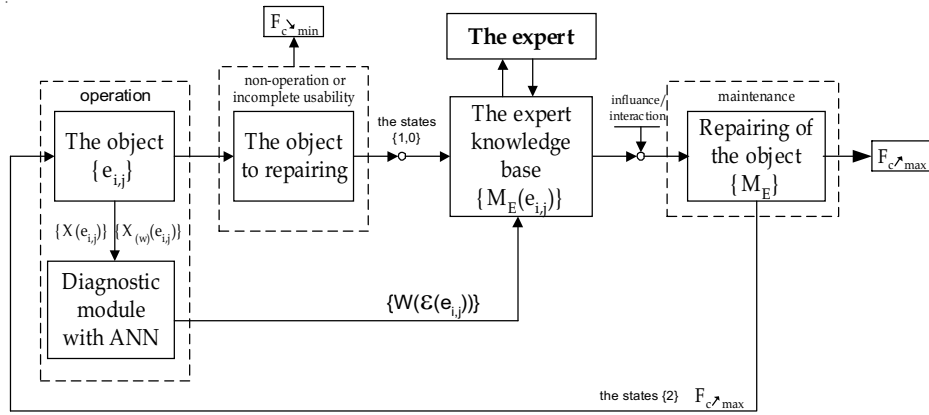 F_c↘min
The expert
operation
non-operation or
incomplete usability
the states
{1,0}
influance/
interaction
maintenance
The object
{e_i,j}
The object
to repairing
The expert
knowledge
base
{M_E(e_i,j)}
Repairing of
the object
{M_E}
F_c↗max
{X(e_i,j)} {X_(w)(e_i,j)}
Diagnostic
module
with ANN
{W(ε(e_i,j))}
the states {2} F_c↗max